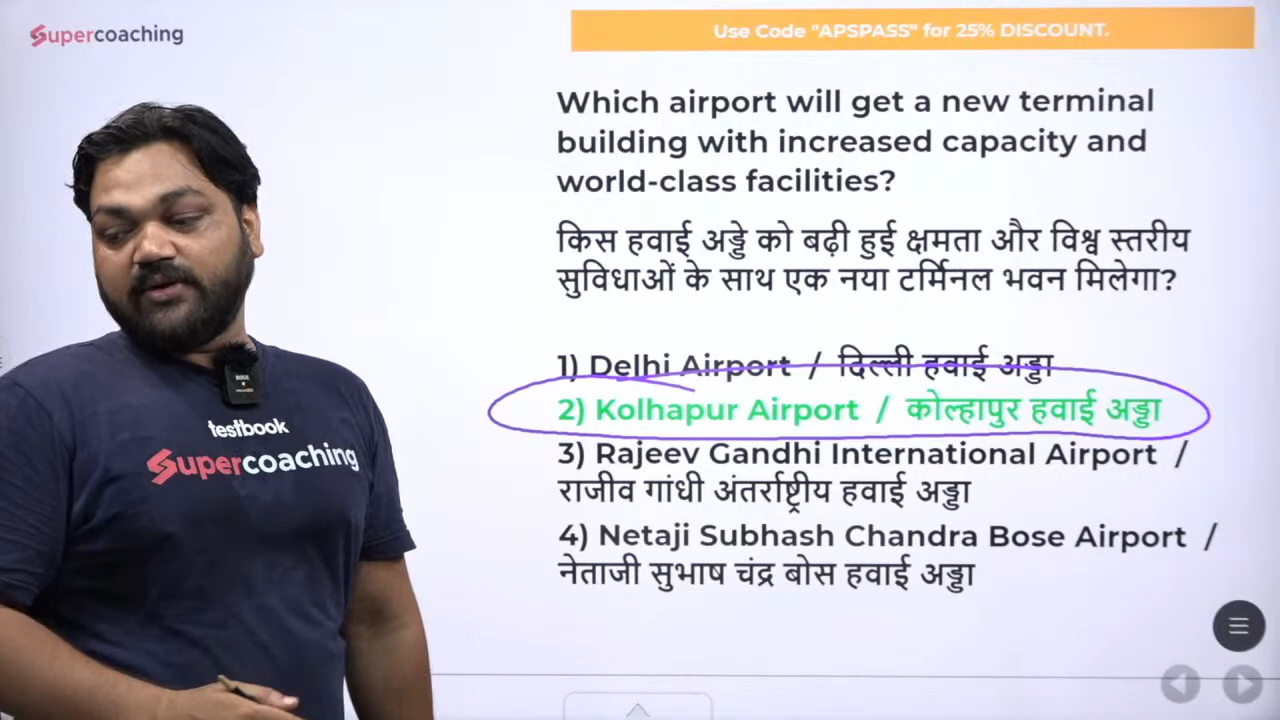 Supercoaching
Use Code "APSPASS" for 25% DISCOUNT.
Which airport will get a new terminal
building with increased capacity and
world-class facilities?
किस हवाई अड्डे को बढ़ी हुई क्षमता और विश्व स्तरीय
सुविधाओं के साथ एक नया टर्मिनल भवन मिलेगा?
1) Delhi Airport / दिल्ली हवाई अड्डा
2) Kolhapur Airport / कोल्हापुर हवाई अड्डा
3) Rajeev Gandhi International Airport /
राजीव गांधी अंतर्राष्ट्रीय हवाई अड्डा
4) Netaji Subhash Chandra Bose Airport /
नेताजी सुभाष चंद्र बोस हवाई अड्डा
testbook
Supercoaching